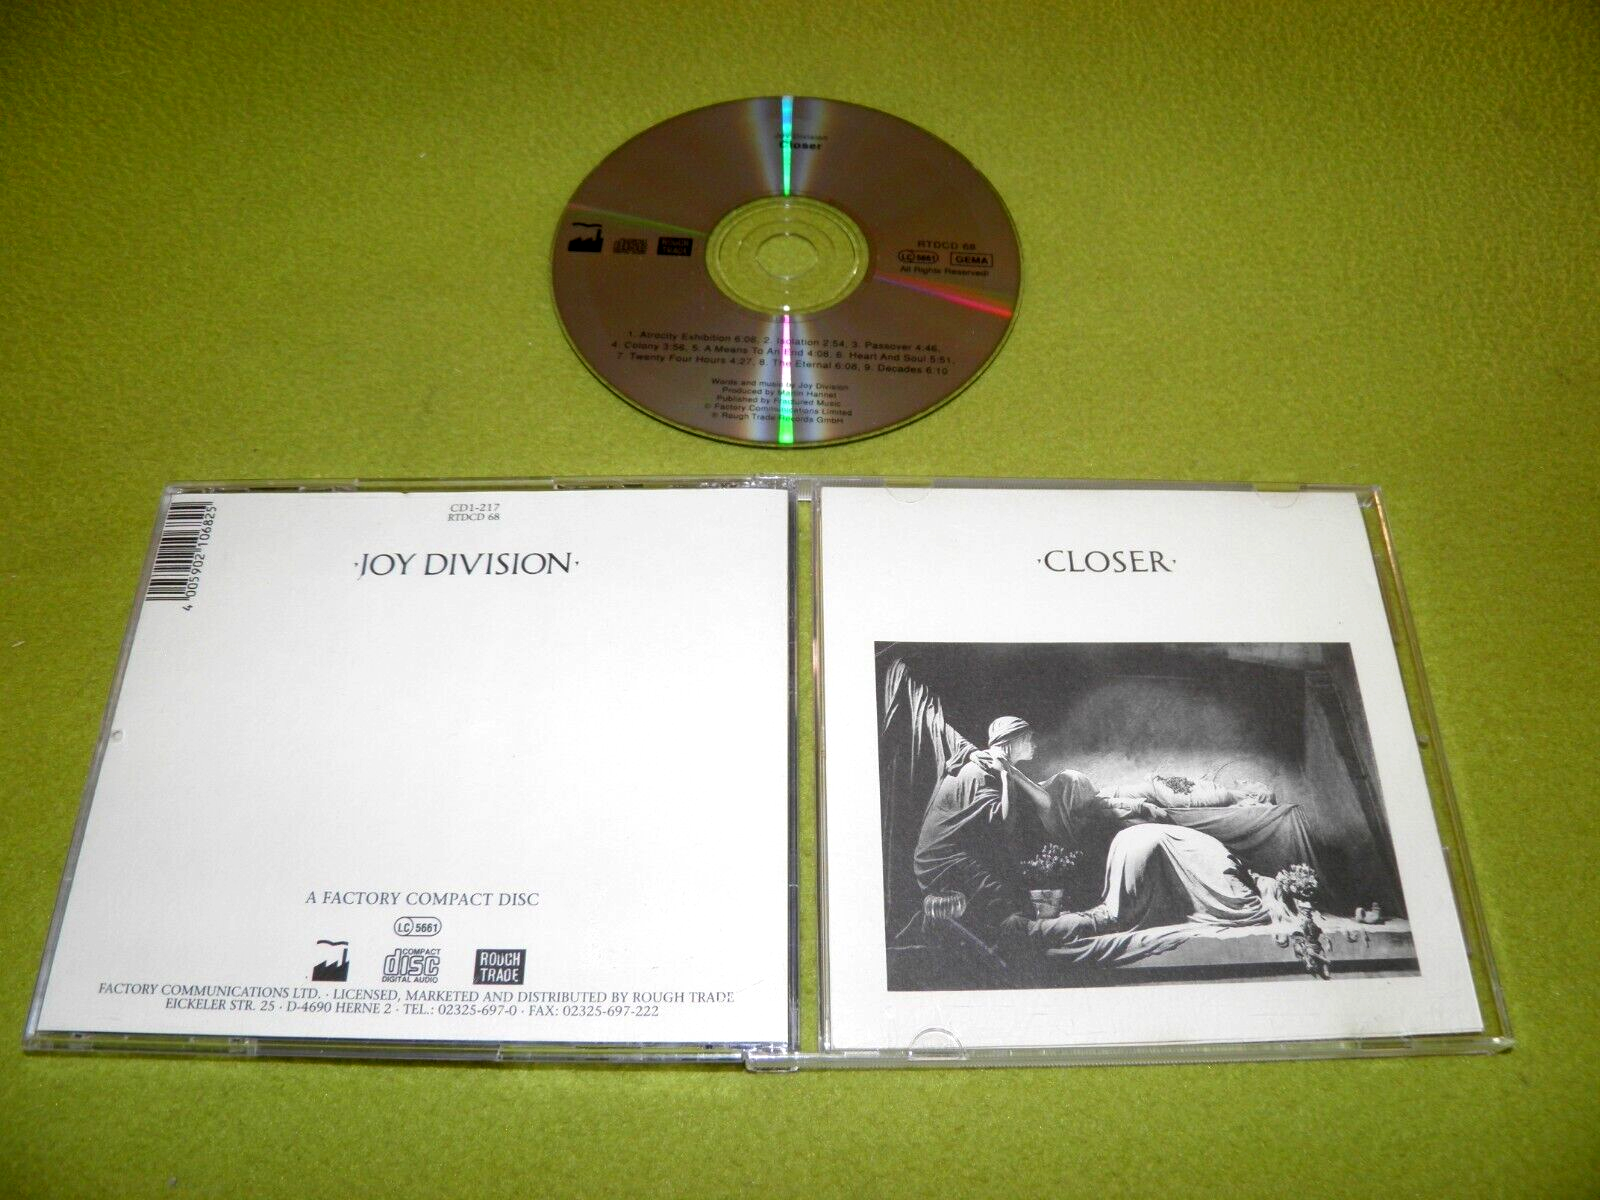 Joy Division
Closer
ROUGH
TRADE
RTDCD 68
LC 5661
GEMA
All Rights Reserved!
1. Atrocity Exhibition 6:08, 2. Isolation 2:54, 3. Passover 4:46,
4. Colony 3:56, 5. A Means To An End 4:08, 6. Heart And Soul 5:51,
7. Twenty Four Hours 4:27, 8. The Eternal 6:08, 9. Decades 6:10
Words and music by Joy Division
Produced by Martin Hannet
Published by Fractured Music
© Factory Communications Limited
℗ Rough Trade Records GmbH
4 005902 106825
CD1-217
RTDCD 68
·JOY DIVISION·
A FACTORY COMPACT DISC
LC 5661
COMPACT
disc
DIGITAL AUDIO
ROUGH
TRADE
FACTORY COMMUNICATIONS LTD. · LICENSED, MARKETED AND DISTRIBUTED BY ROUGH TRADE
EICKELER STR. 25 · D-4690 HERNE 2 · TEL.: 02325-697-0 · FAX: 02325-697-222
·CLOSER·